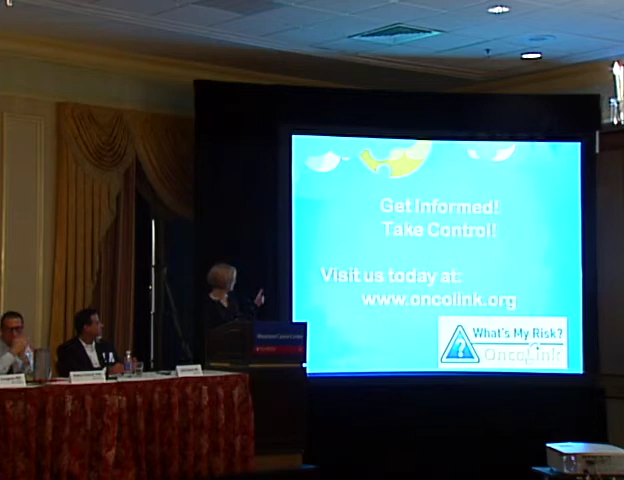 Get Informed!
Take Control!
Visit us today at:
www.oncolink.org
What's My Risk?
OncoLink